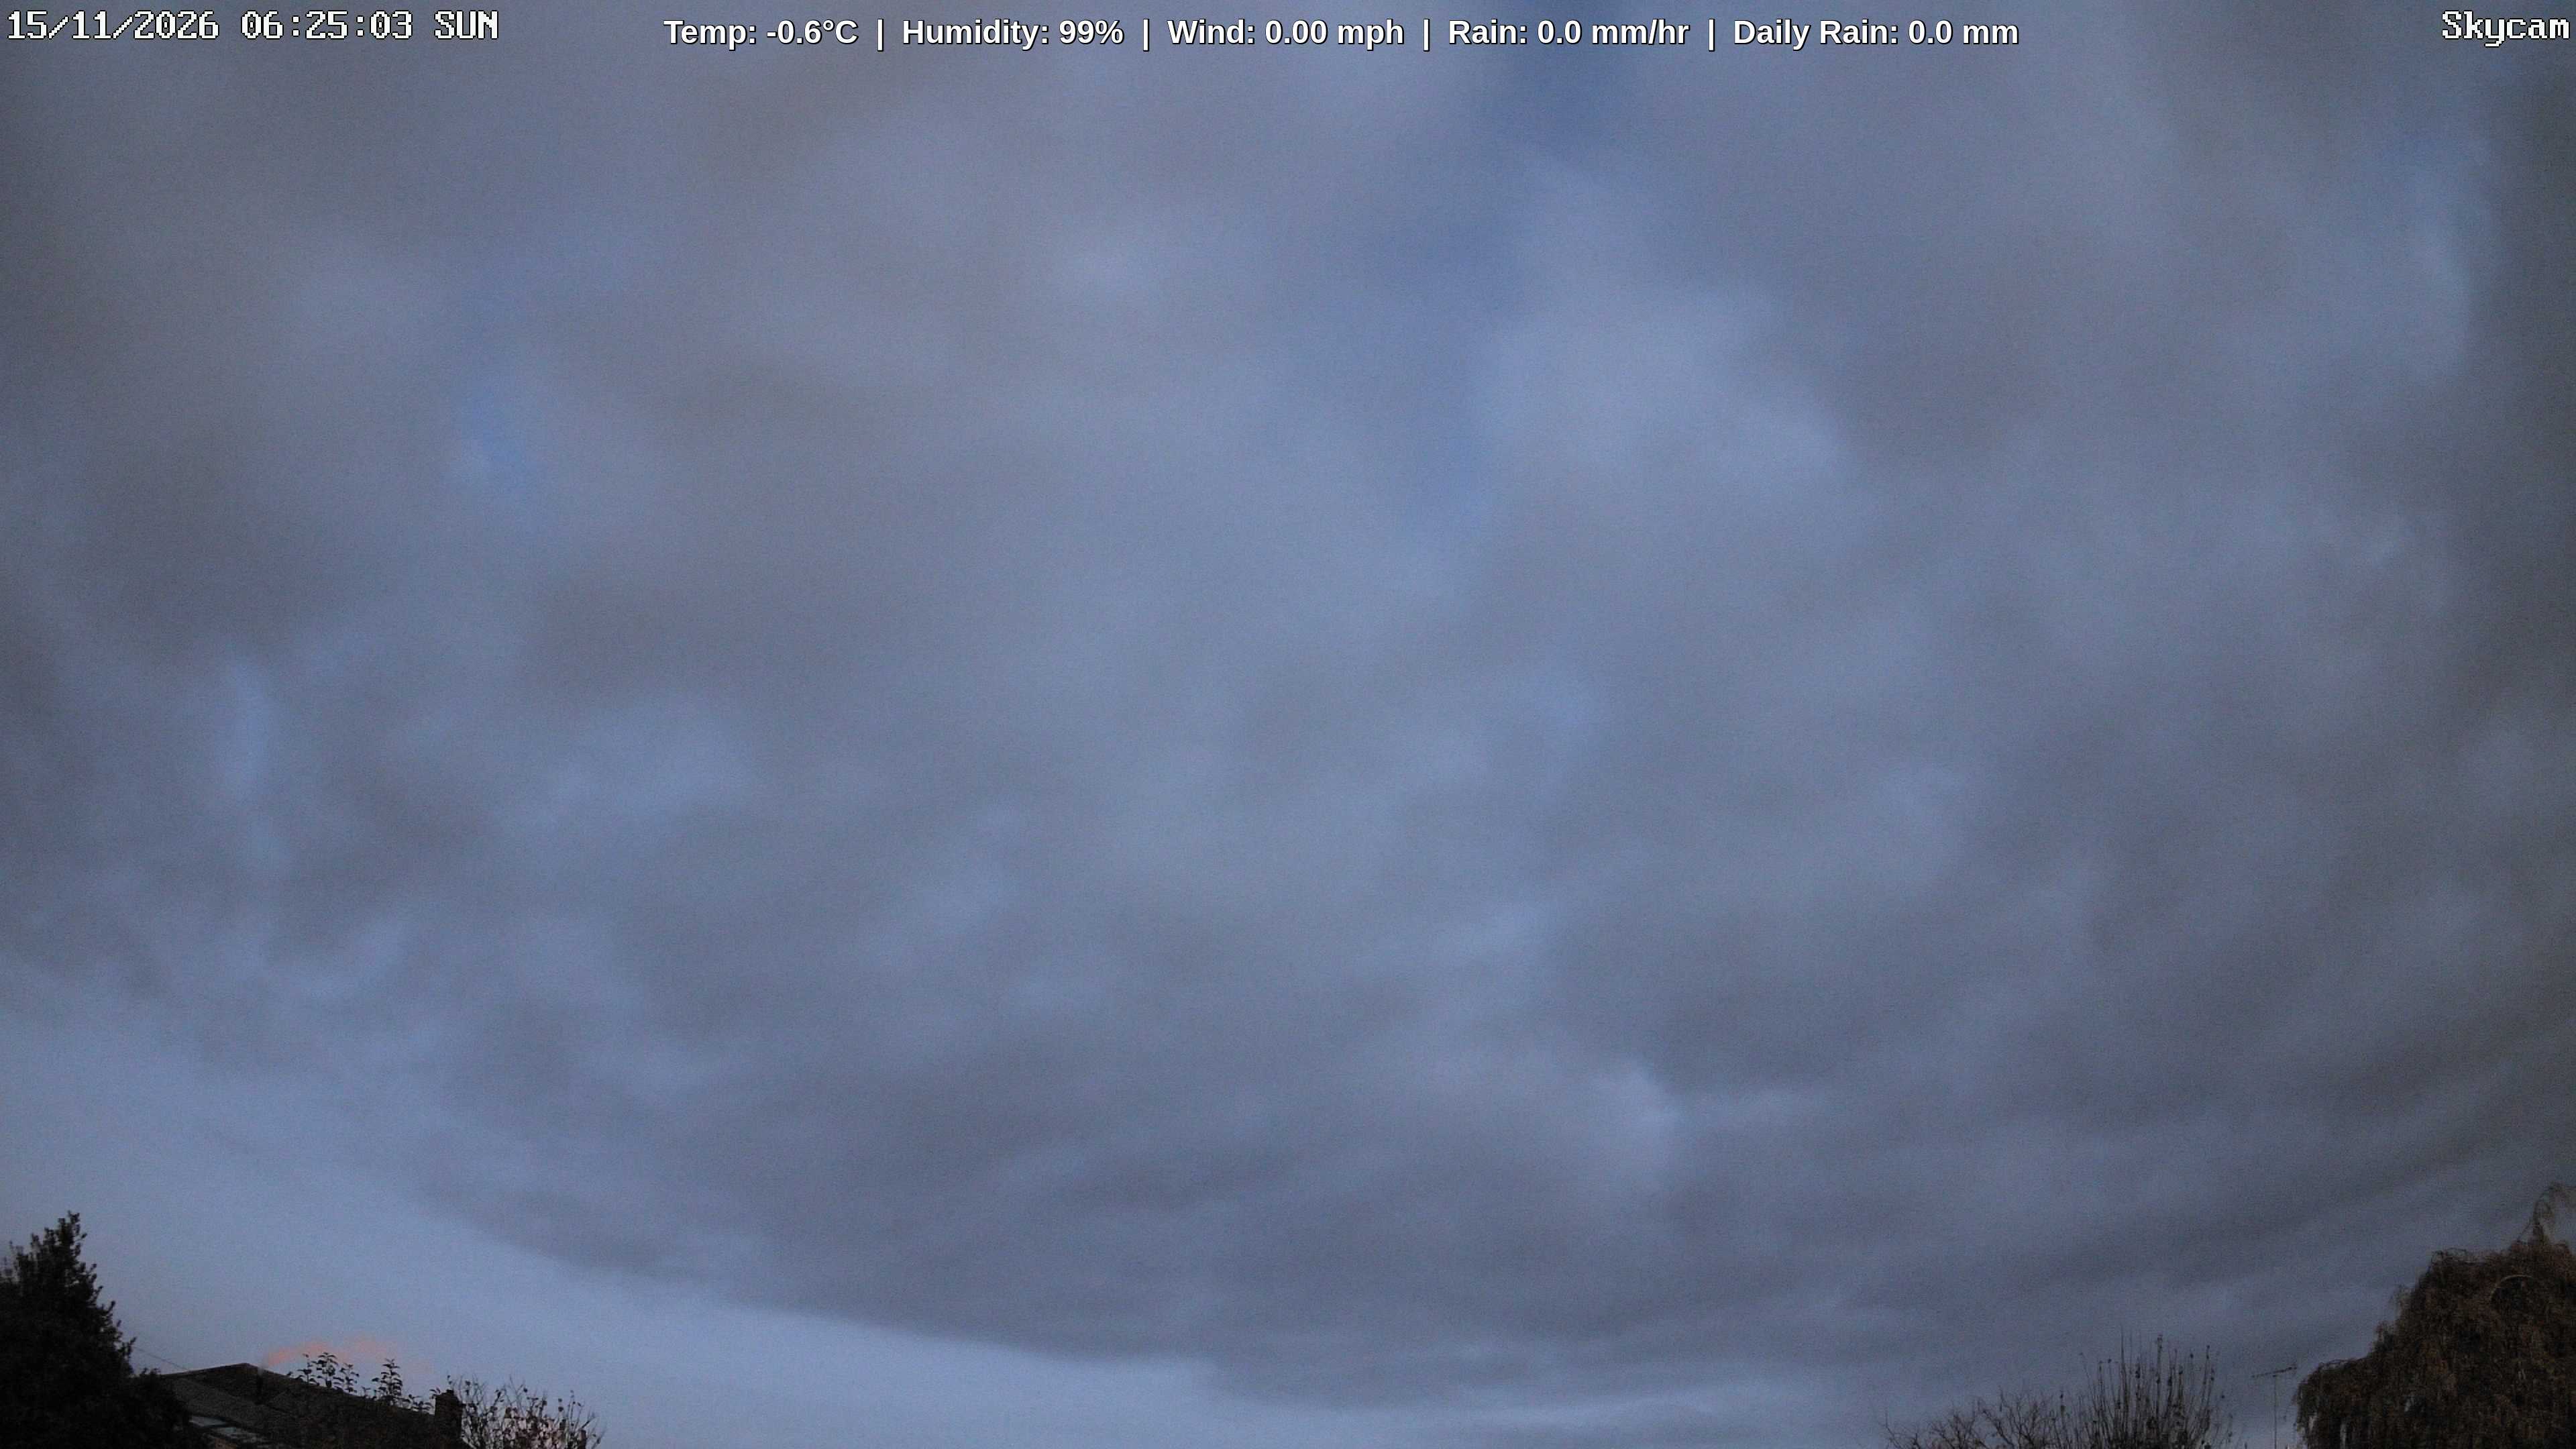 15/11/2026 06:25:03 SUN
Temp: -0.6°C | Humidity: 99% | Wind: 0.00 mph | Rain: 0.0 mm/hr | Daily Rain: 0.0 mm
Skycam